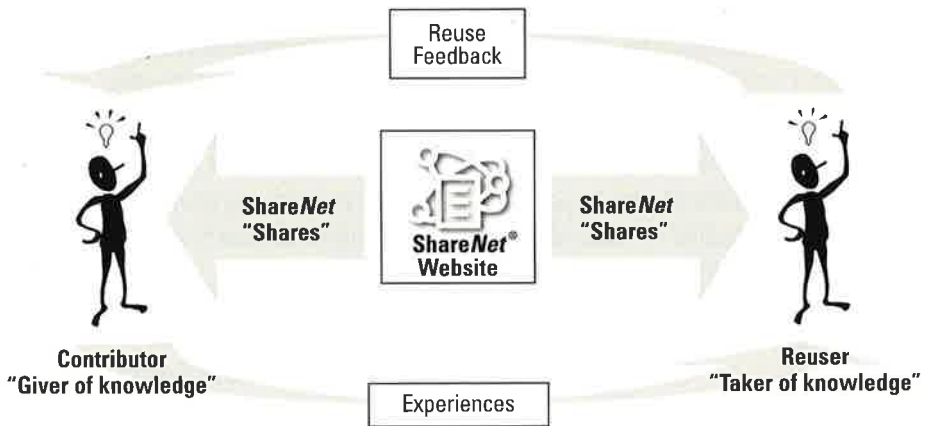 Reuse
Feedback
ShareNet
"Shares"
ShareNet®
Website
ShareNet
"Shares"
Contributor
"Giver of knowledge"
Reuser
"Taker of knowledge"
Experiences